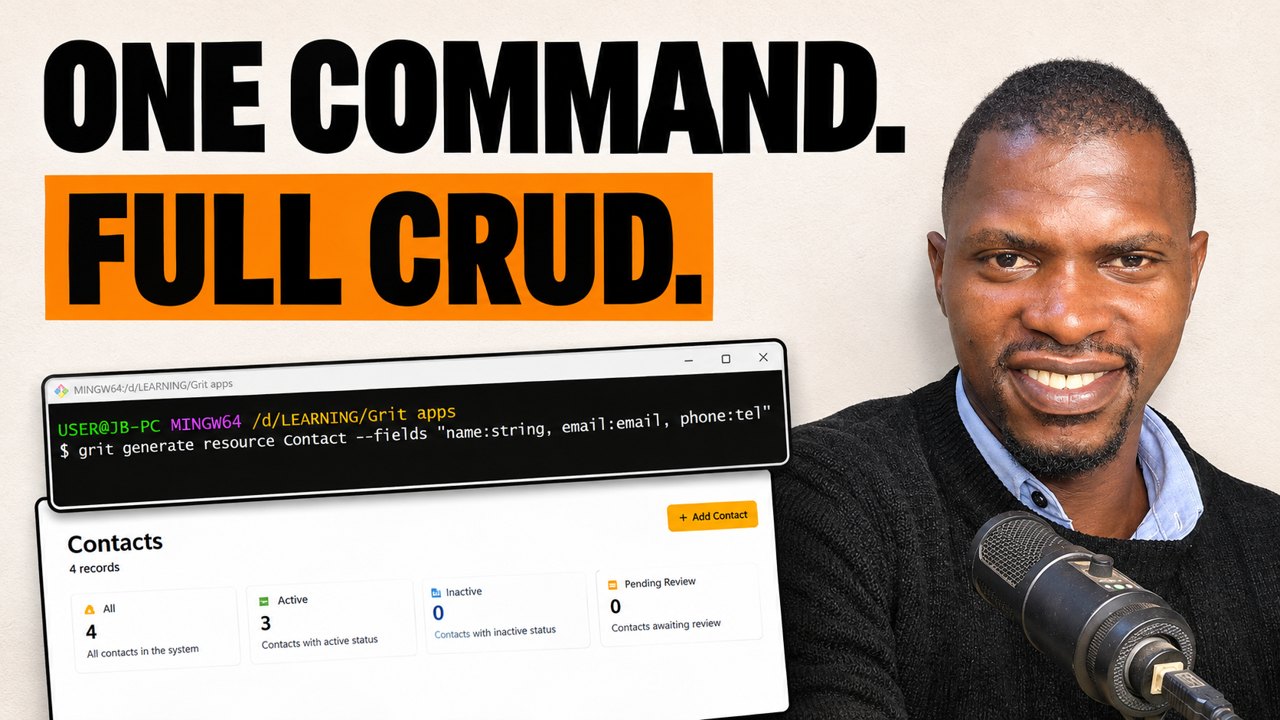 ONE COMMAND.
FULL CRUD.
MINGW64:/d/LEARNING/Grit apps
USER@JB-PC MINGW64 /d/LEARNING/Grit apps
$ grit generate resource Contact --fields "name:string, email:email, phone:tel"
Contacts
+ Add Contact
4 records
All
4
All contacts in the system
Active
3
Contacts with active status
Inactive
0
Contacts with inactive status
Pending Review
0
Contacts awaiting review